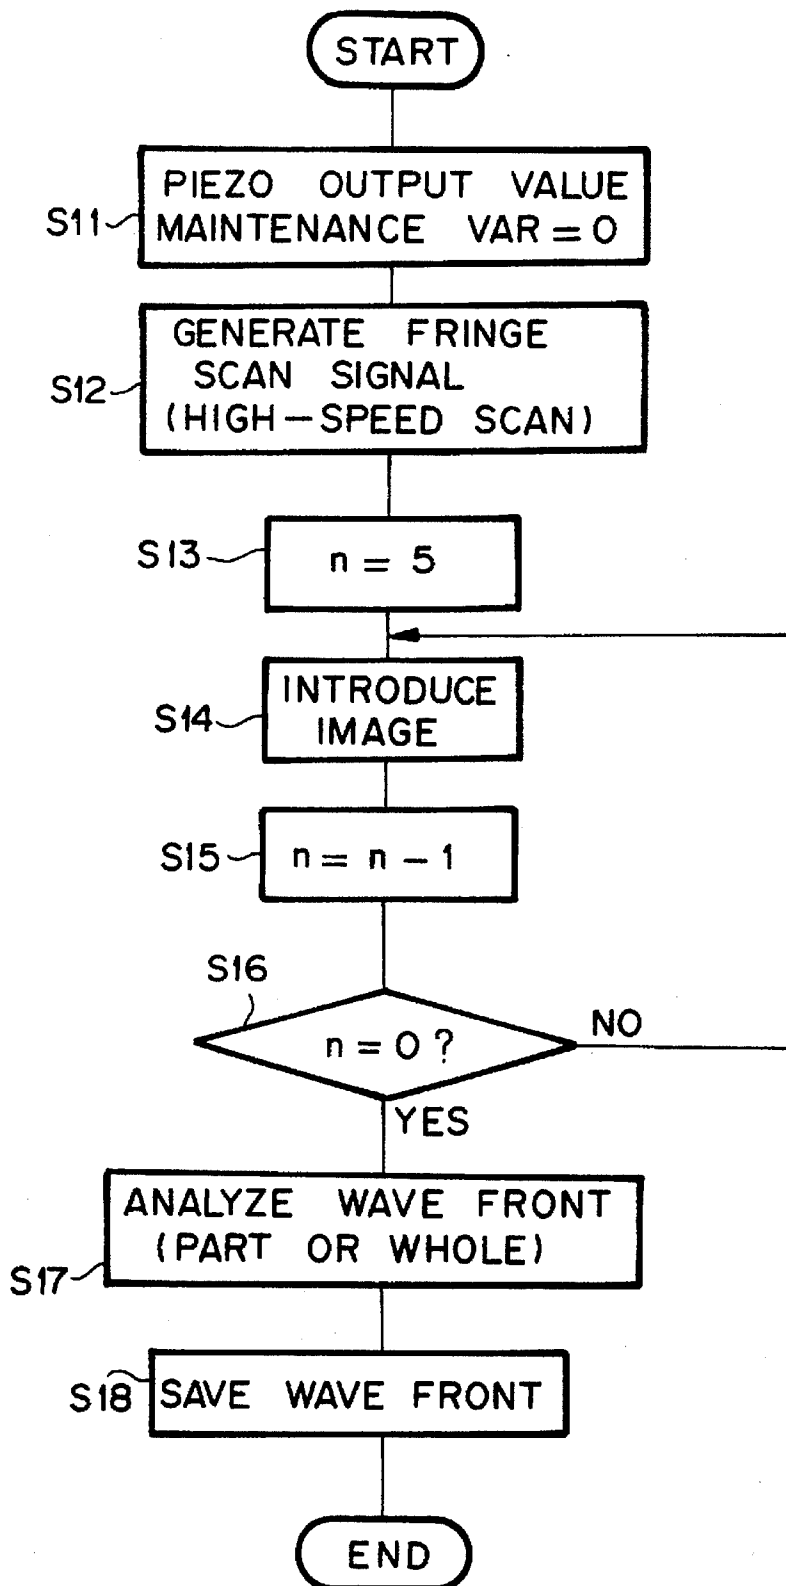 START
S11
PIEZO OUTPUT VALUE
MAINTENANCE VAR = 0
S12
GENERATE FRINGE
SCAN SIGNAL
(HIGH-SPEED SCAN)
S13
n = 5
S14
INTRODUCE
IMAGE
S15
n = n - 1
S16
n = 0 ?
NO
YES
ANALYZE WAVE FRONT
(PART OR WHOLE)
S17
S18
SAVE WAVE FRONT
END